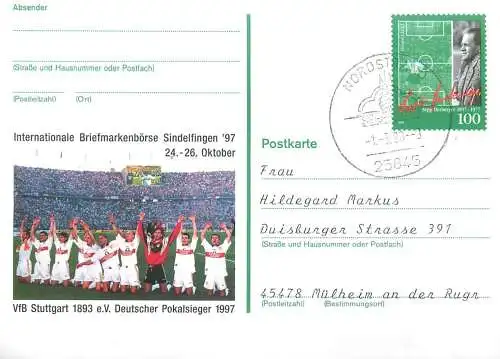 Absender
(Straße und Hausnummer oder Postfach)
(Postleitzahl) (Ort)
Internationale Briefmarkenbörse Sindelfingen '97
24.-26. Oktober
VfB Stuttgart 1893 e.V. Deutscher Pokalsieger 1997
Sepp Herberger 1897 - 1977
100
23845
Postkarte
Frau
Hildegard Markus
Duisburger Strasse 391
(Straße und Hausnummer oder Postfach)
45478 Mülheim an der Rugr
(Postleitzahl) (Bestimmungsort)